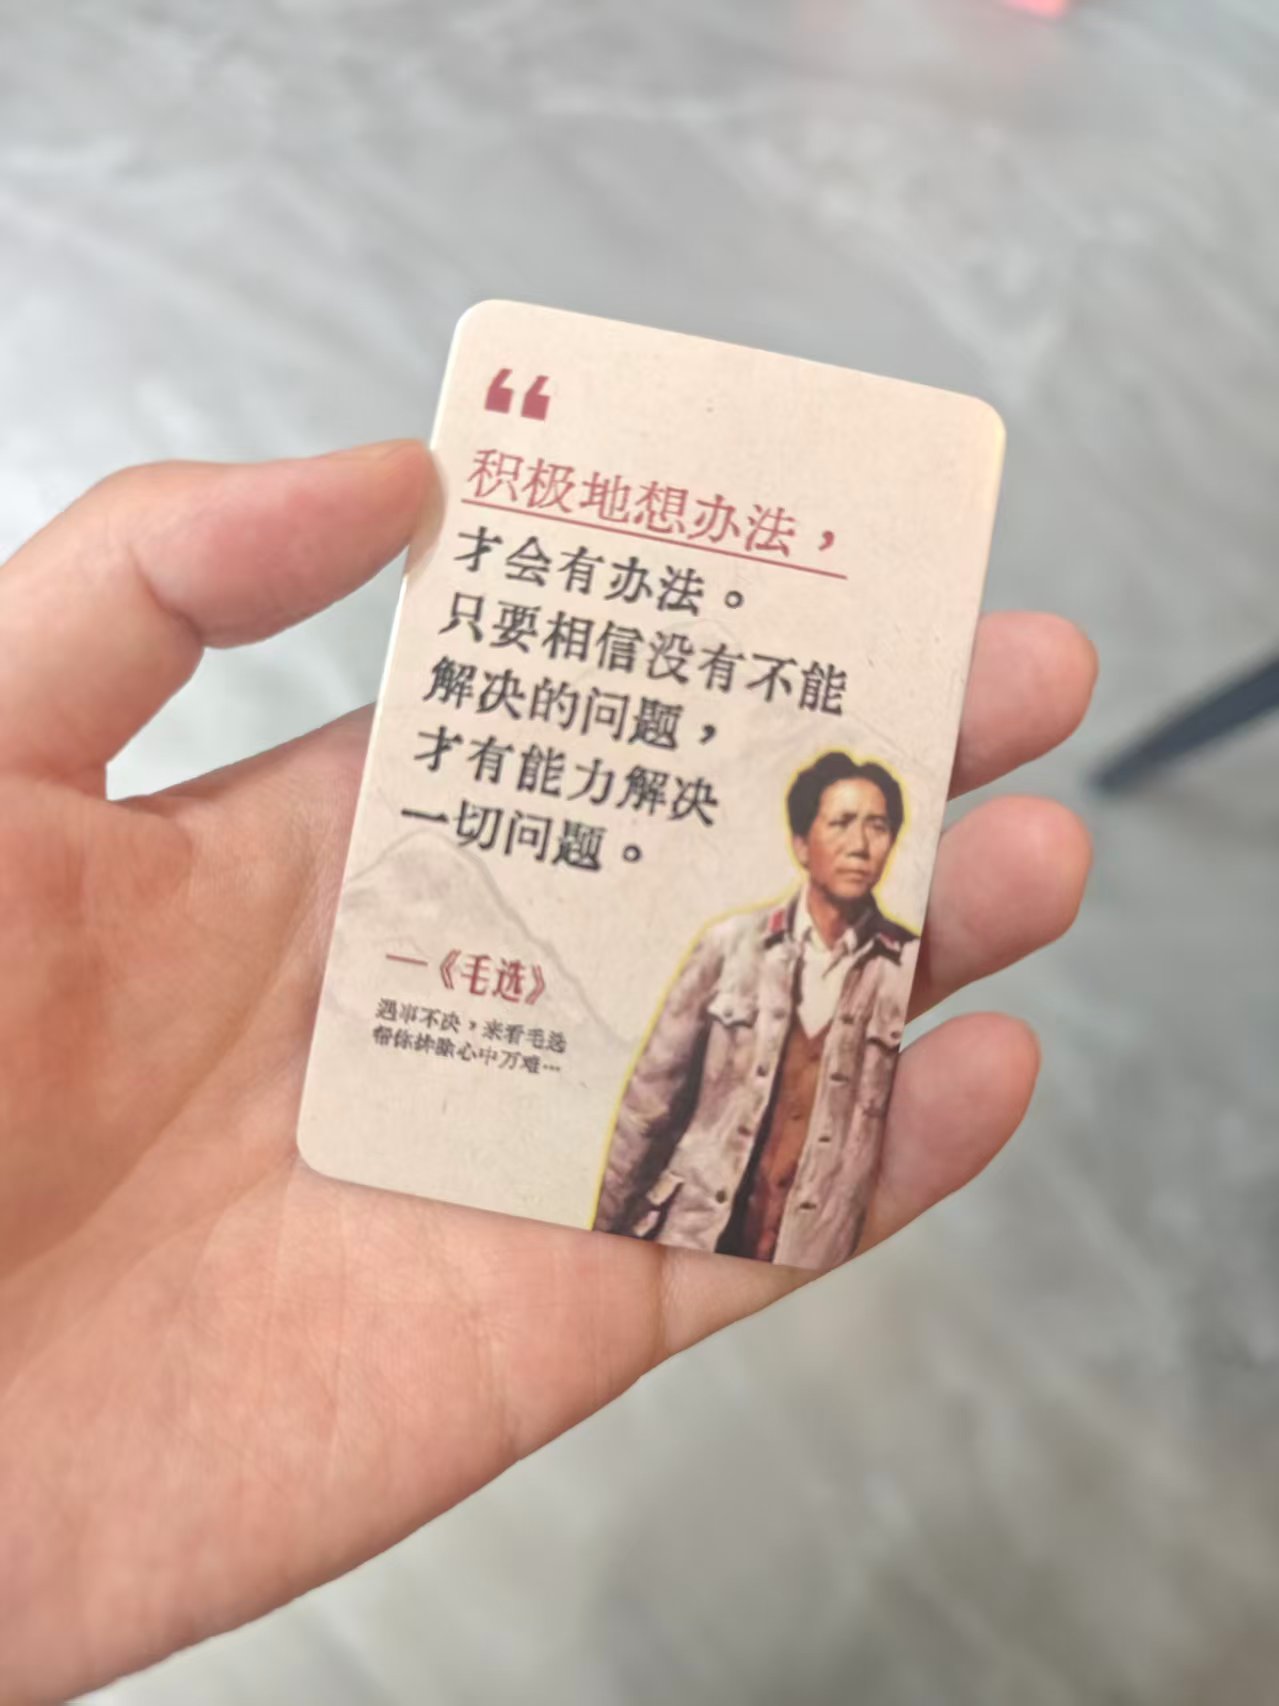 “
积极地想办法，
才会有办法。
只要相信没有不能
解决的问题，
才有能力解决
一切问题。
—《毛选》
遇事不决，来看毛选
帮你排除心中万难…